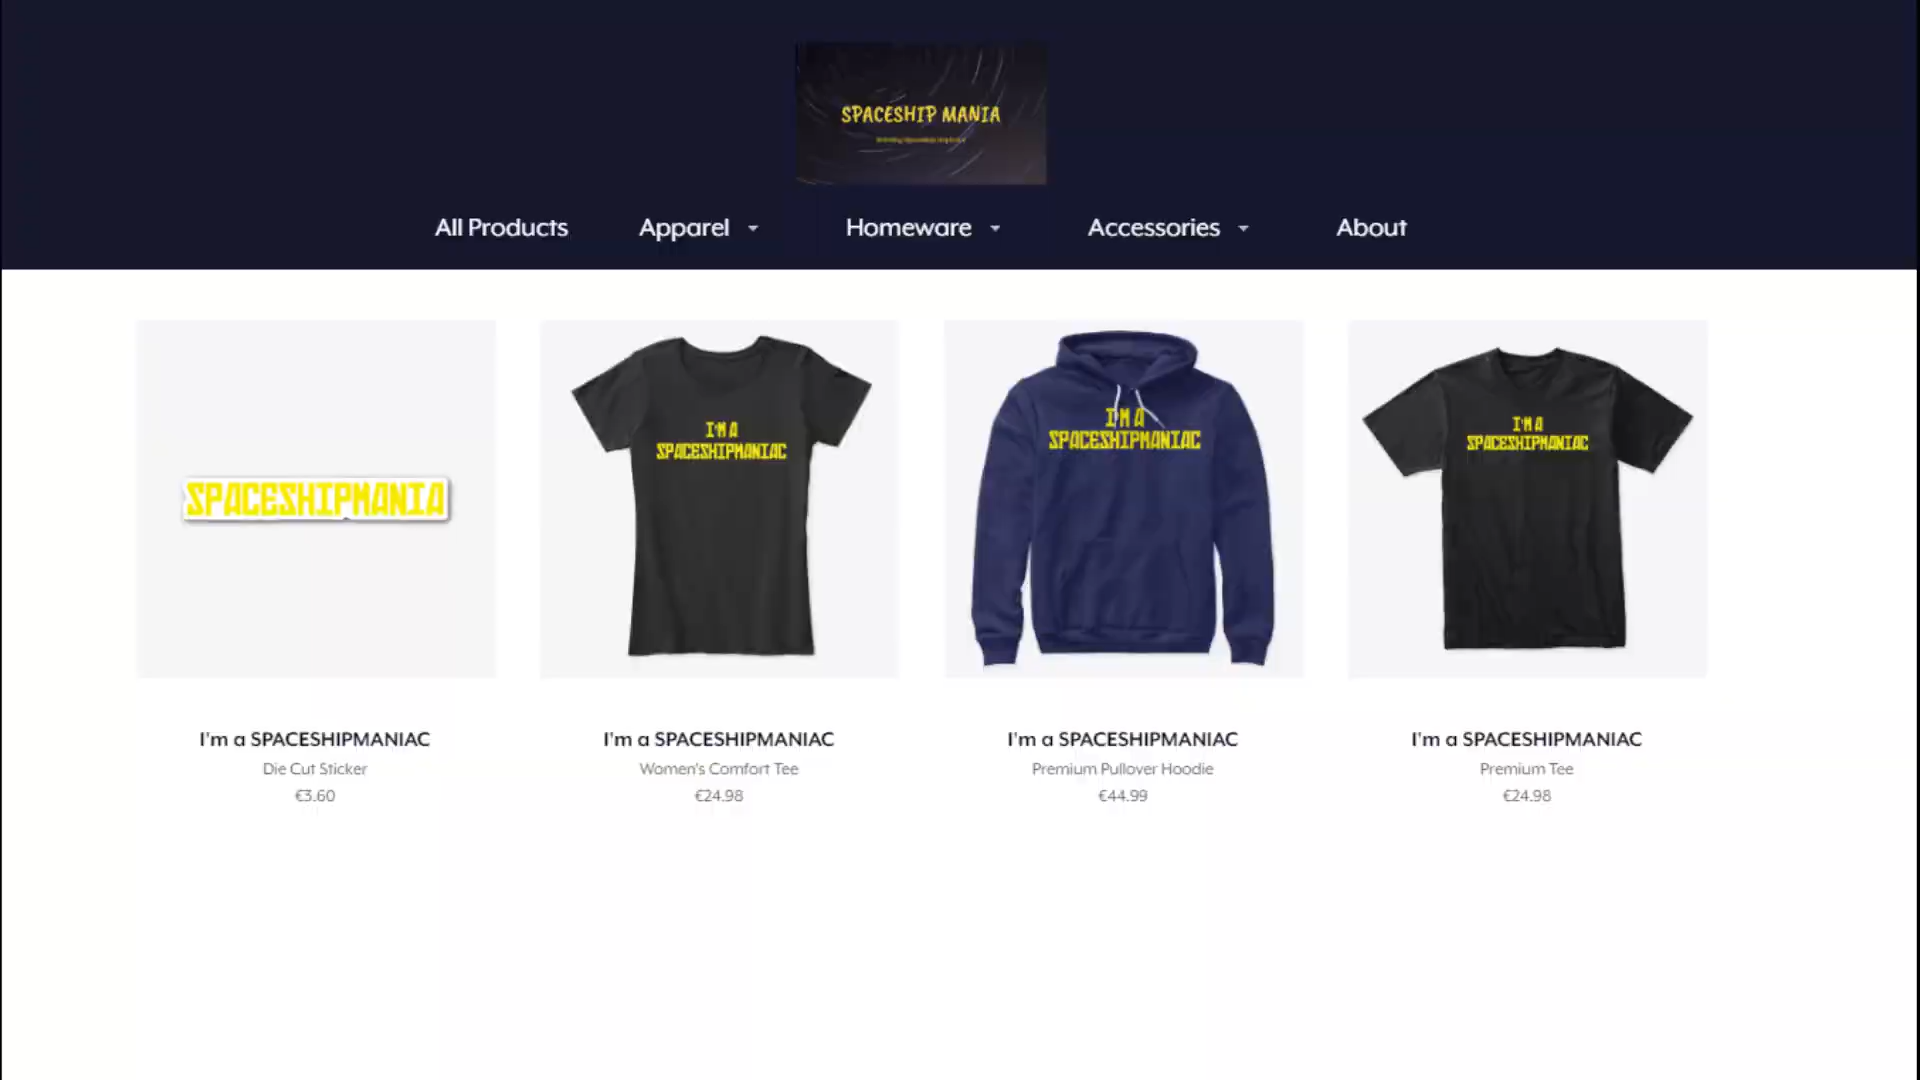 SPACESHIP MANIA
All Products
Apparel
Homeware
Accessories
About
SPACESHIPMANIA
I'M A
SPACESHIPMANIAC
I'M A
SPACESHIPMANIAC
I'M A
SPACESHIPMANIAC
I'm a SPACESHIPMANIAC
Die Cut Sticker
€3.60
I'm a SPACESHIPMANIAC
Women's Comfort Tee
€24.98
I'm a SPACESHIPMANIAC
Premium Pullover Hoodie
€44.99
I'm a SPACESHIPMANIAC
Premium Tee
€24.98